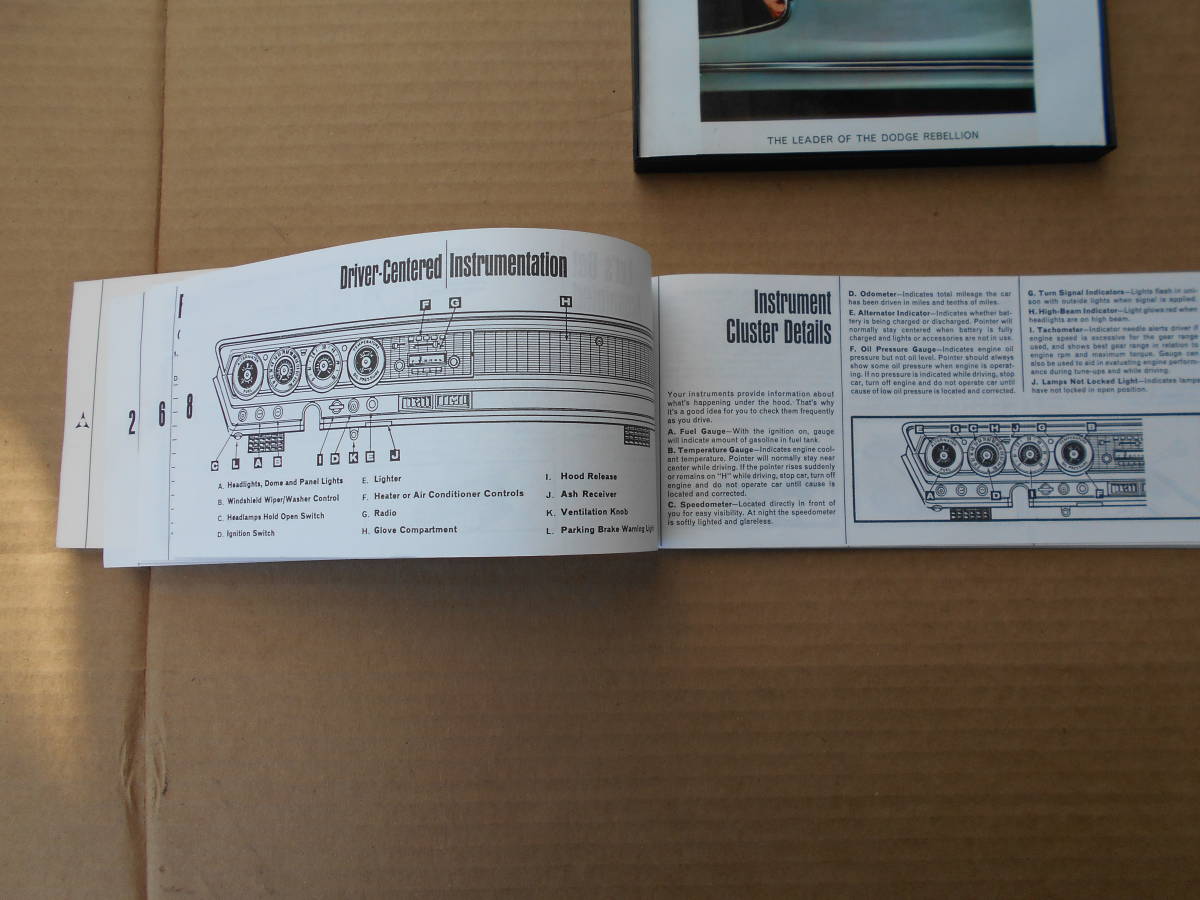 THE LEADER OF THE DODGE REBELLION
2
6
8
Driver-Centered Instrumentation
F G H
C L A B I D K E J
A. Headlights, Dome and Panel Lights
B. Windshield Wiper/Washer Control
C. Headlamps Hold Open Switch
D. Ignition Switch
E. Lighter
F. Heater or Air Conditioner Controls
G. Radio
H. Glove Compartment
I. Hood Release
J. Ash Receiver
K. Ventilation Knob
L. Parking Brake Warning Light
Instrument
Cluster Details
Your instruments provide information about
what's happening under the hood. That's why
it's a good idea for you to check them frequently
as you drive.
A. Fuel Gauge—With the ignition on, gauge
will indicate amount of gasoline in fuel tank.
B. Temperature Gauge—Indicates engine cool-
ant temperature. Pointer will normally stay near
center while driving. If the pointer rises suddenly
or remains on "H" while driving, stop car, turn off
engine and do not operate car until cause is
located and corrected.
C. Speedometer—Located directly in front of
you for easy visibility. At night the speedometer
is softly lighted and glareless.
D. Odometer—Indicates total mileage the car
has been driven in miles and tenths of miles.
E. Alternator Indicator—Indicates whether bat-
tery is being charged or discharged. Pointer will
normally stay centered when battery is fully
charged and lights or accessories are not in use.
F. Oil Pressure Gauge—Indicates engine oil
pressure but not oil level. Pointer should always
show some oil pressure when engine is operat-
ing. If no pressure is indicated while driving, stop
car, turn off engine and do not operate car until
cause of low oil pressure is located and corrected.
G. Turn Signal Indicators—Lights flash in uni-
son with outside lights when signal is applied.
H. High-Beam Indicator—Light glows red when
headlights are on high beam.
I. Tachometer—Indicator needle alerts driver if
engine speed is excessive for the gear range
used, and shows best gear range in relation to
engine rpm and maximum torque. Gauge can
also be used to aid in evaluating engine perform-
ance during tune-ups and while driving.
J. Lamps Not Locked Light—Indicates lamps
have not locked in open position.